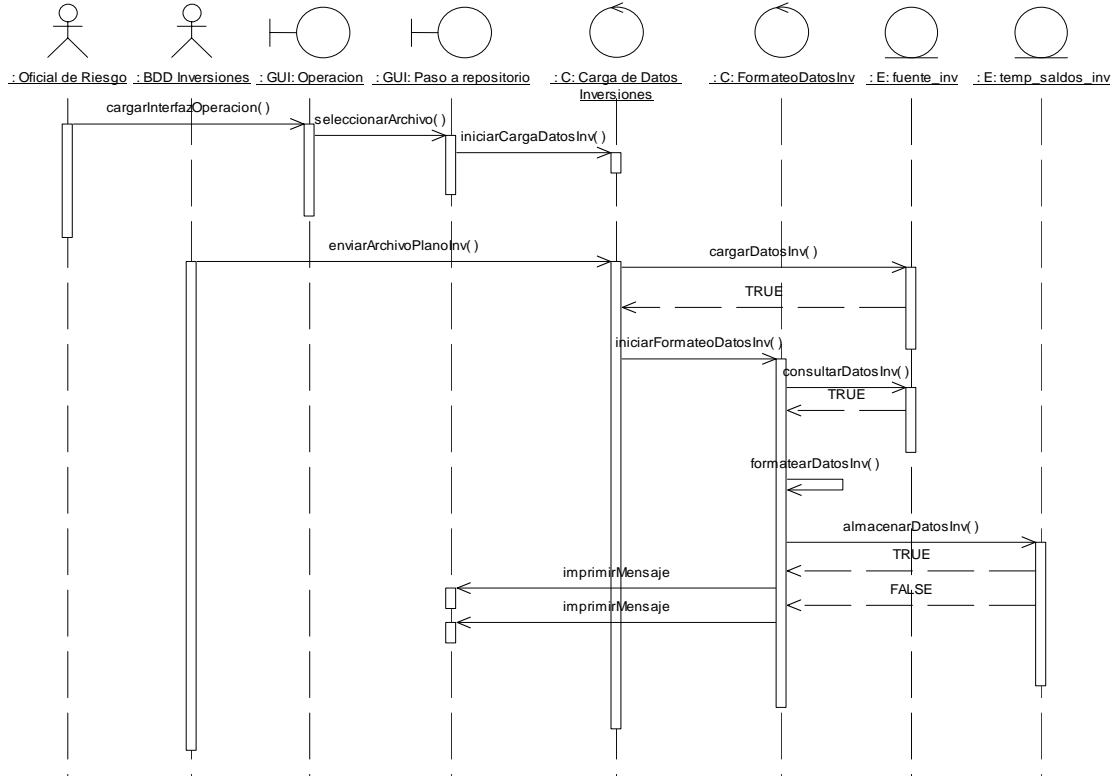 : Oficial de Riesgo
: BDD Inversiones
: GUI: Operacion
: GUI: Paso a repositorio
: C: Carga de Datos
Inversiones
: C: FormateoDatosInv
: E: fuente_inv
: E: temp_saldos_inv
cargarInterfazOperacion( )
seleccionarArchivo( )
iniciarCargaDatosInv( )
enviarArchivoPlanoInv( )
cargarDatosInv( )
TRUE
iniciarFormateoDatosInv( )
consultarDatosInv( )
TRUE
formatearDatosInv( )
almacenarDatosInv( )
TRUE
imprimirMensaje
FALSE
imprimirMensaje